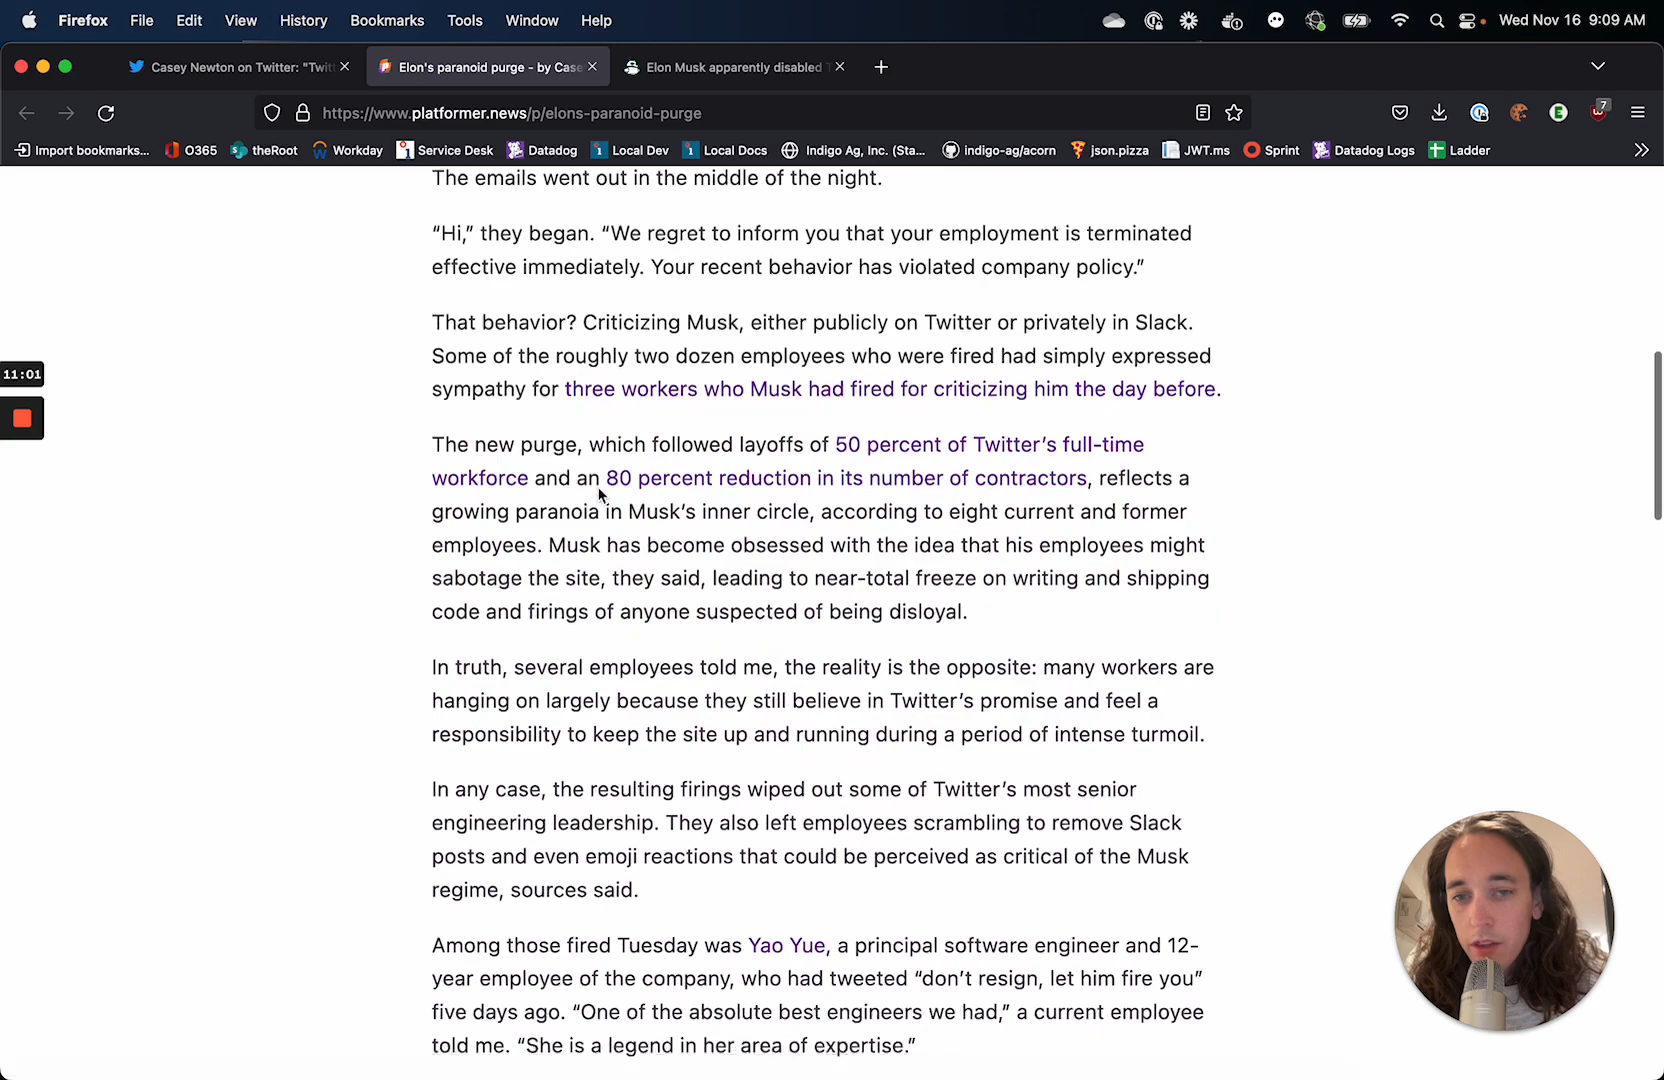 Firefox File Edit View History Bookmarks Tools Window Help Wed Nov 16 9:09 AM
Casey Newton on Twitter: "Twit Elon's paranoid purge - by Case Elon Musk apparently disabled
https://www.platformer.news/p/elons-paranoid-purge 7
Import bookmarks... O365 theRoot Workday Service Desk Datadog Local Dev Local Docs Indigo Ag, Inc. (Sta... indigo-ag/acorn json.pizza JWT.ms Sprint Datadog Logs Ladder
The emails went out in the middle of the night.
“Hi,” they began. “We regret to inform you that your employment is terminated
effective immediately. Your recent behavior has violated company policy.”
That behavior? Criticizing Musk, either publicly on Twitter or privately in Slack.
Some of the roughly two dozen employees who were fired had simply expressed
11:01
sympathy for three workers who Musk had fired for criticizing him the day before.
The new purge, which followed layoffs of 50 percent of Twitter’s full-time
workforce and an 80 percent reduction in its number of contractors, reflects a
growing paranoia in Musk’s inner circle, according to eight current and former
employees. Musk has become obsessed with the idea that his employees might
sabotage the site, they said, leading to near-total freeze on writing and shipping
code and firings of anyone suspected of being disloyal.
In truth, several employees told me, the reality is the opposite: many workers are
hanging on largely because they still believe in Twitter’s promise and feel a
responsibility to keep the site up and running during a period of intense turmoil.
In any case, the resulting firings wiped out some of Twitter’s most senior
engineering leadership. They also left employees scrambling to remove Slack
posts and even emoji reactions that could be perceived as critical of the Musk
regime, sources said.
Among those fired Tuesday was Yao Yue, a principal software engineer and 12-
year employee of the company, who had tweeted “don’t resign, let him fire you”
five days ago. “One of the absolute best engineers we had,” a current employee
told me. “She is a legend in her area of expertise.”